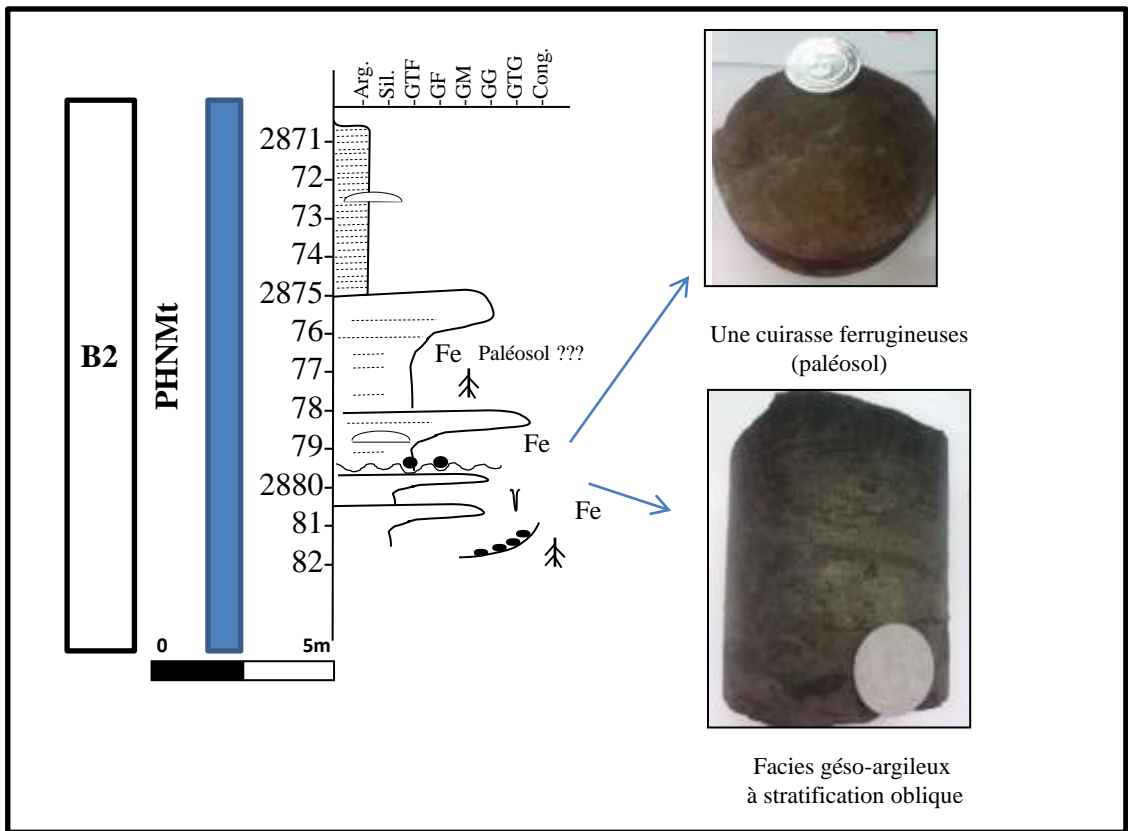 B2
PHNMt
-Arg.
-Sil.
-GTF
-GF
-GM
-GG
-GTG
-Cong.
2871
72
73
74
2875
76
77
78
79
2880
81
82
Fe Paléosol ???
Fe
Fe
0 5m
Une cuirasse ferrugineuses
(paléosol)
Facies géso-argileux
à stratification oblique